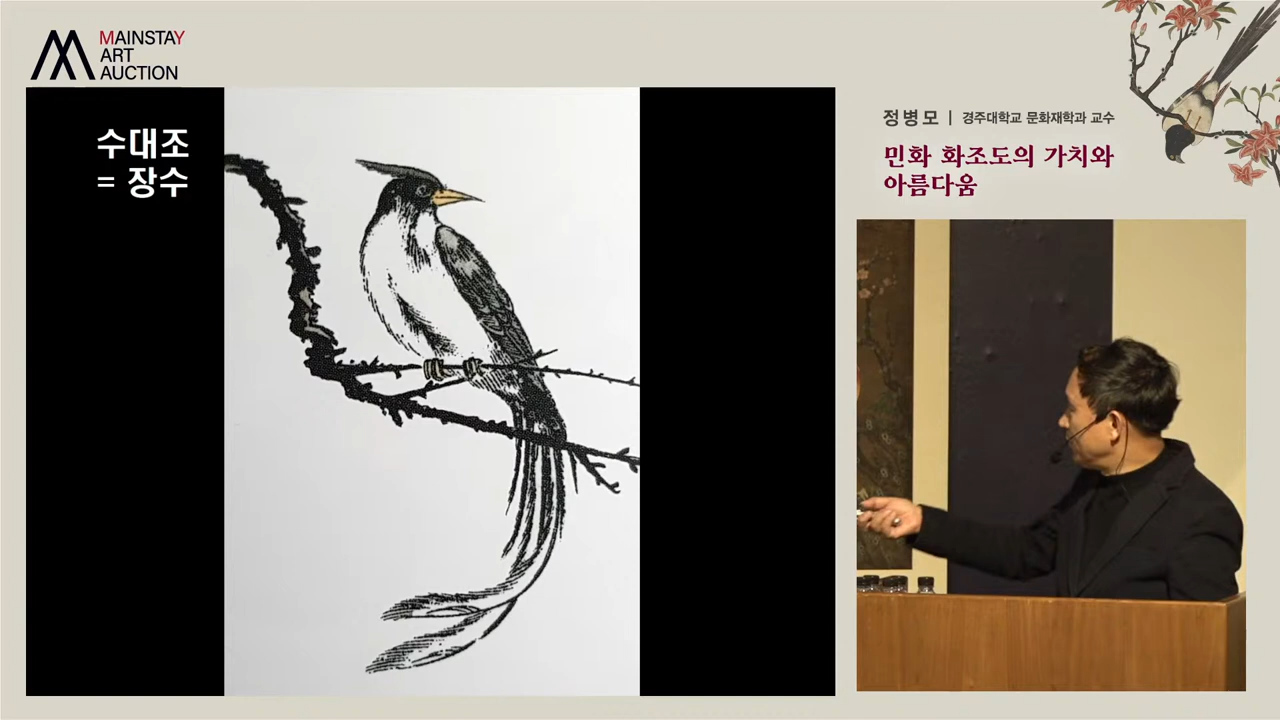 MAINSTAY
ART
AUCTION
수대조
= 장수
정병모 | 경주대학교 문화재학과 교수
민화 화조도의 가치와
아름다움